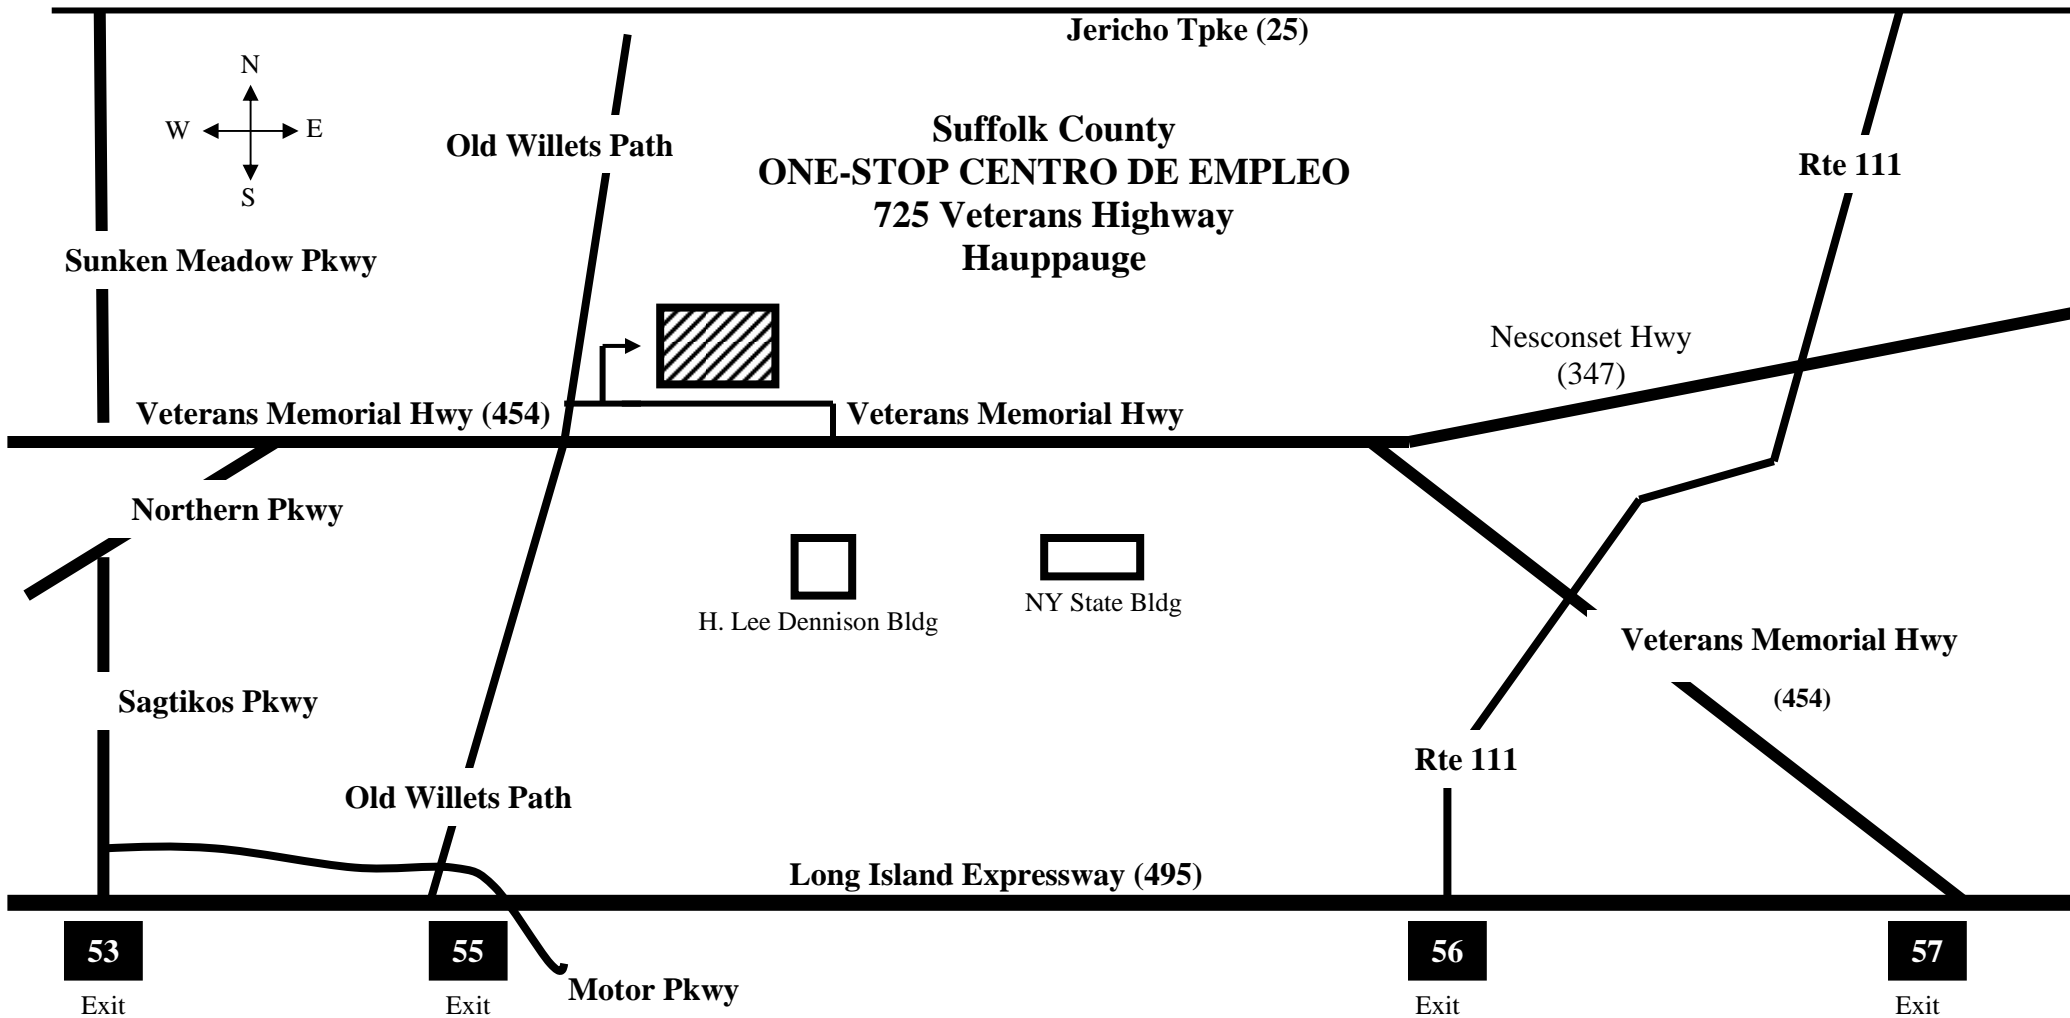 Jericho Tpke (25)
N
W E
S
Old Willets Path
Suffolk County
ONE-STOP CENTRO DE EMPLEO
725 Veterans Highway
Hauppauge
Rte 111
Sunken Meadow Pkwy
Nesconset Hwy
(347)
Veterans Memorial Hwy (454)
Veterans Memorial Hwy
Northern Pkwy
H. Lee Dennison Bldg
NY State Bldg
Veterans Memorial Hwy
(454)
Sagtikos Pkwy
Rte 111
Old Willets Path
Long Island Expressway (495)
53
Exit
55
Exit
Motor Pkwy
56
Exit
57
Exit